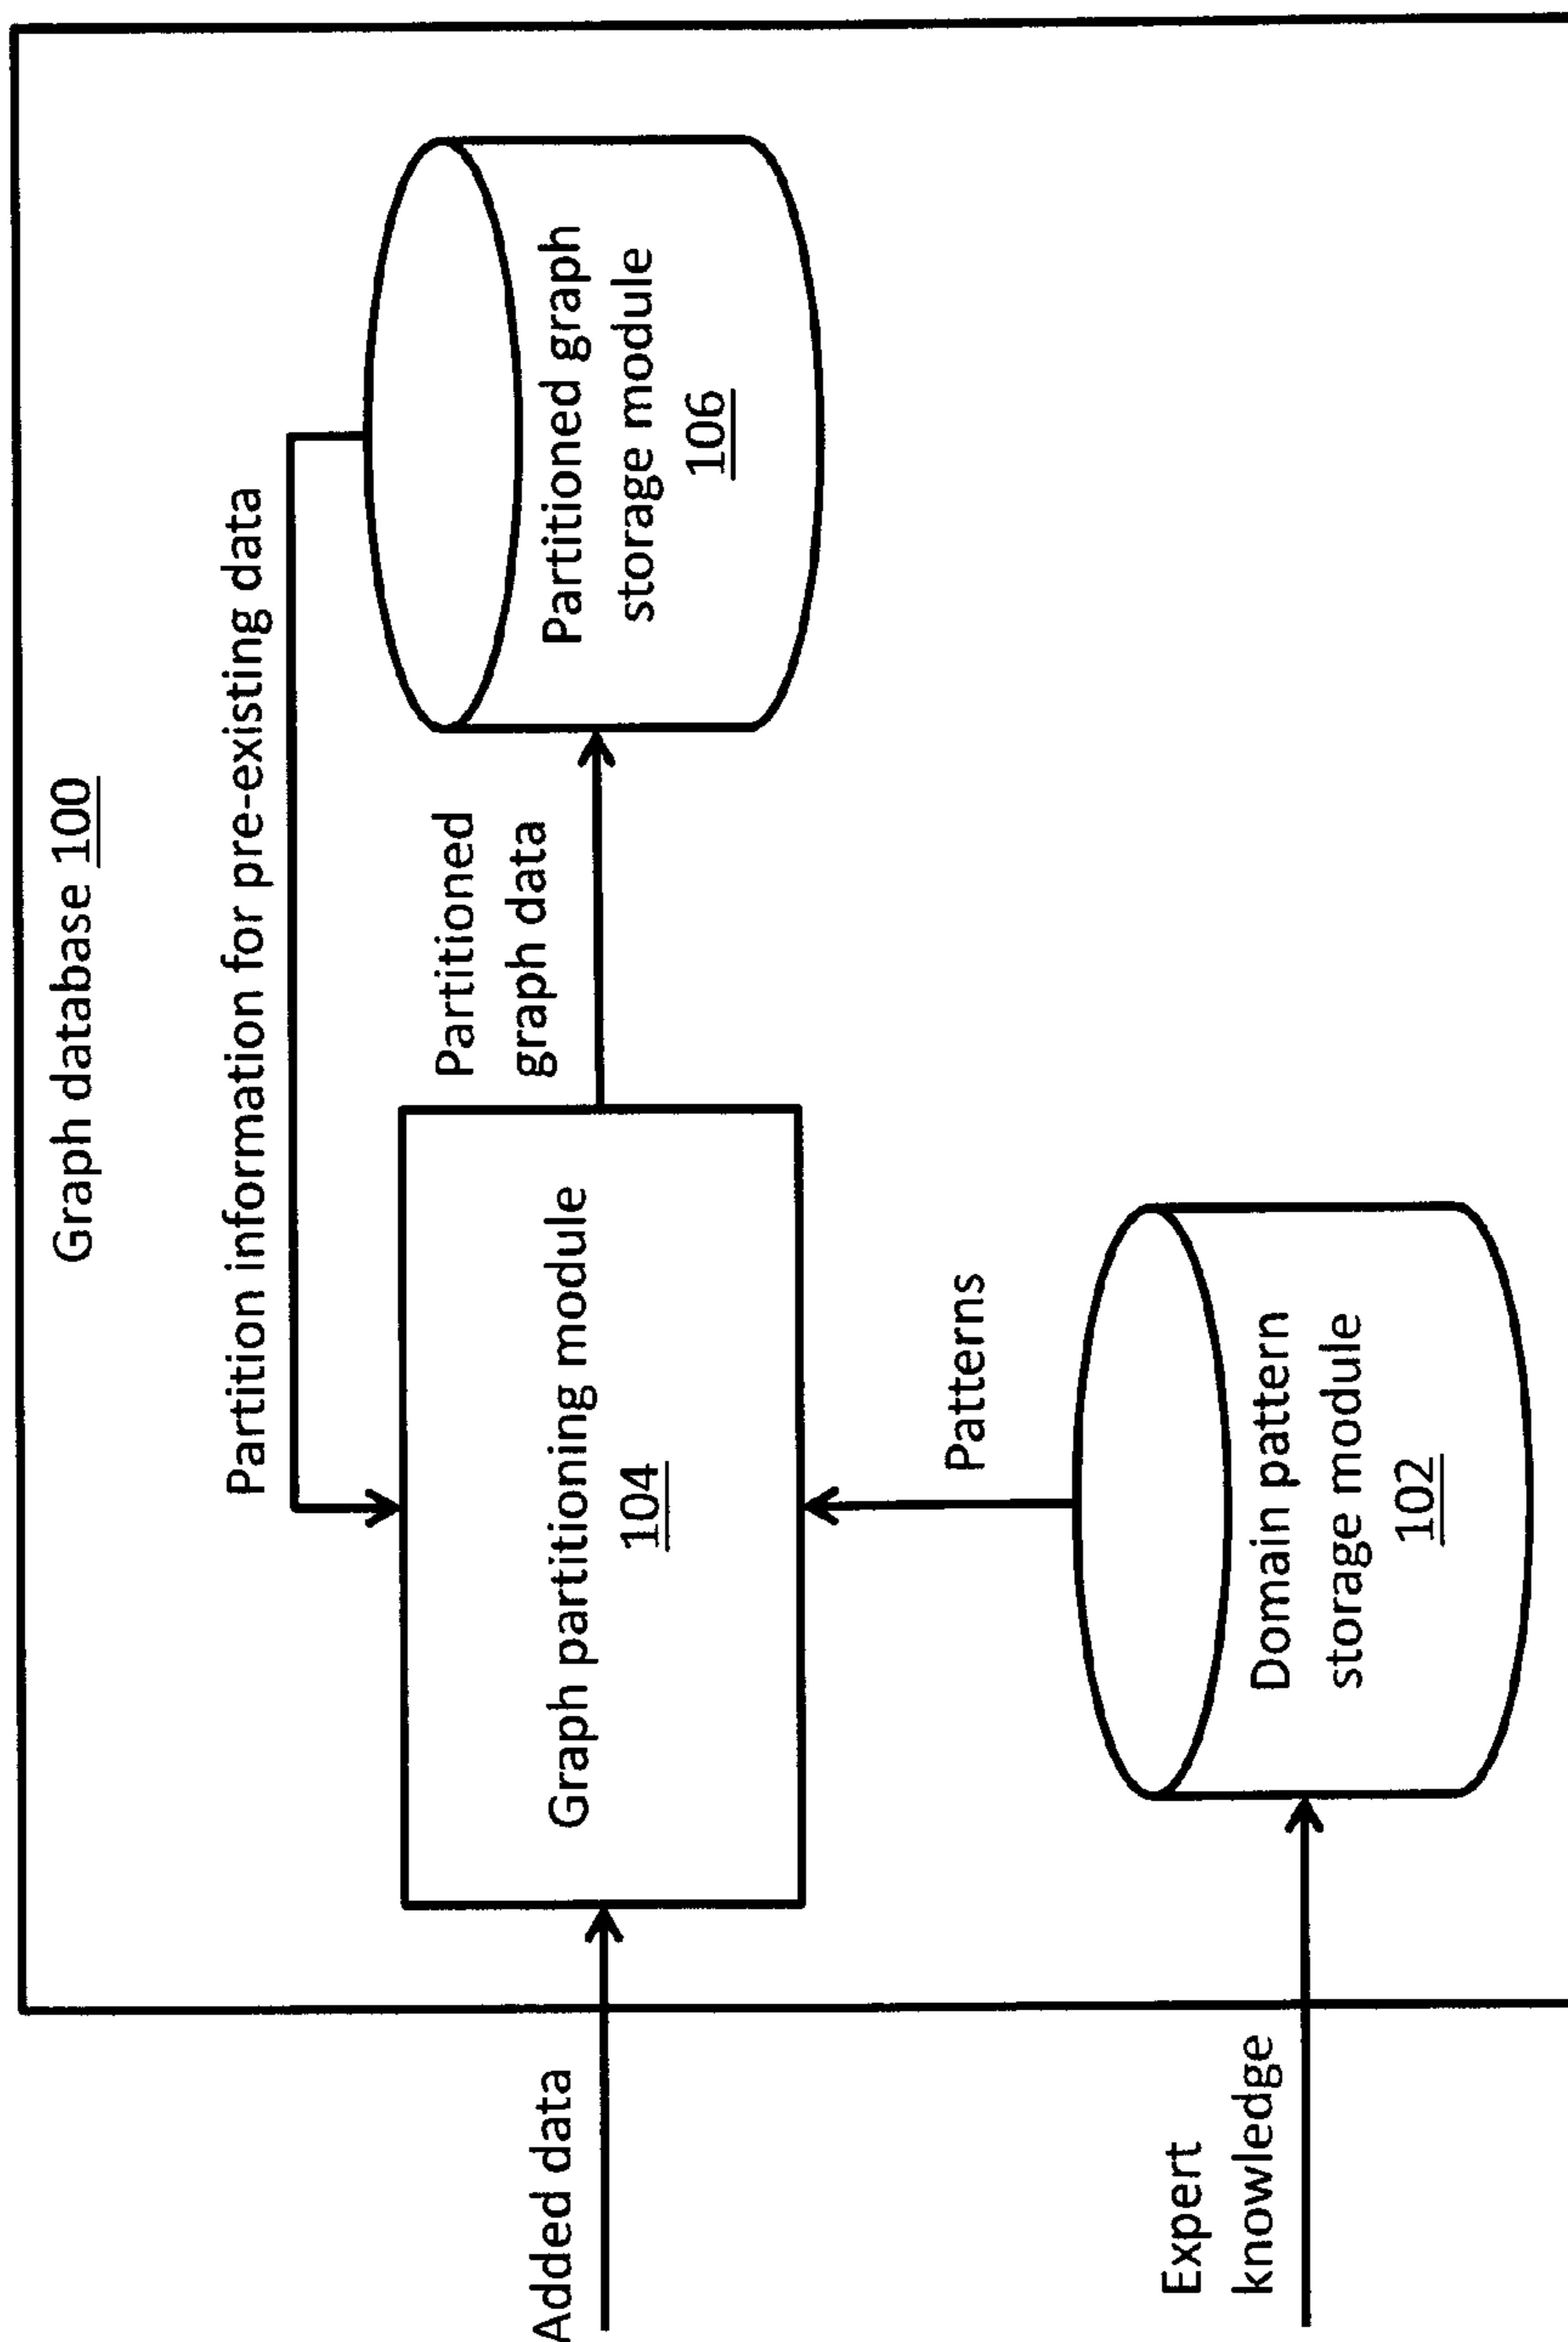 Graph database 100
Partition information for pre-existing data
Added data
Graph partitioning module
104
Partitioned
graph data
Partitioned graph
storage module
106
Patterns
Expert
knowledge
Domain pattern
storage module
102